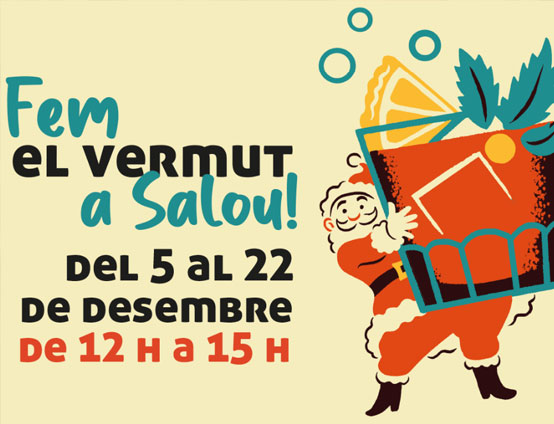 Fem
el vermut
a Salou!
del 5 al 22
de desembre
de 12 h a 15 h